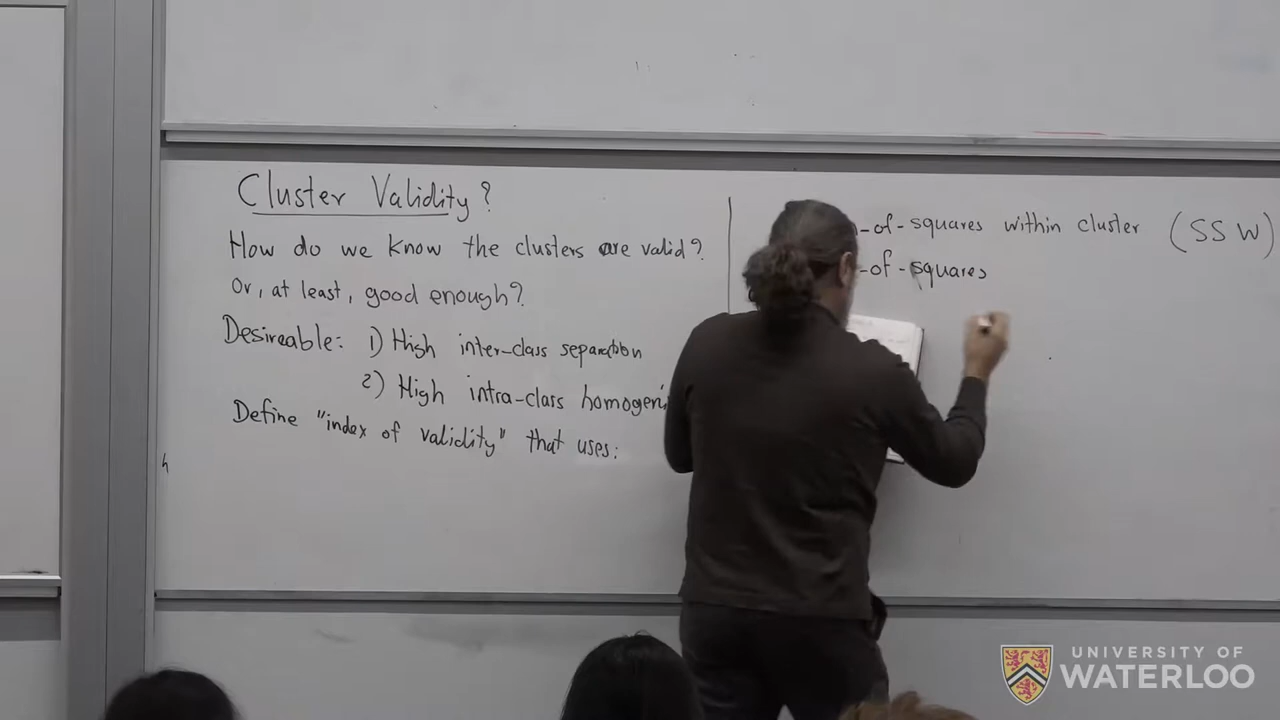 Cluster Validity?
How do we know the clusters are valid?
Or, at least, good enough?
Desireable: 1) High inter-class separation
2) High intra-class homogeni
Define "index of validity" that uses:
-of-squares within cluster (SSW)
-of-squares
UNIVERSITY OF
WATERLOO